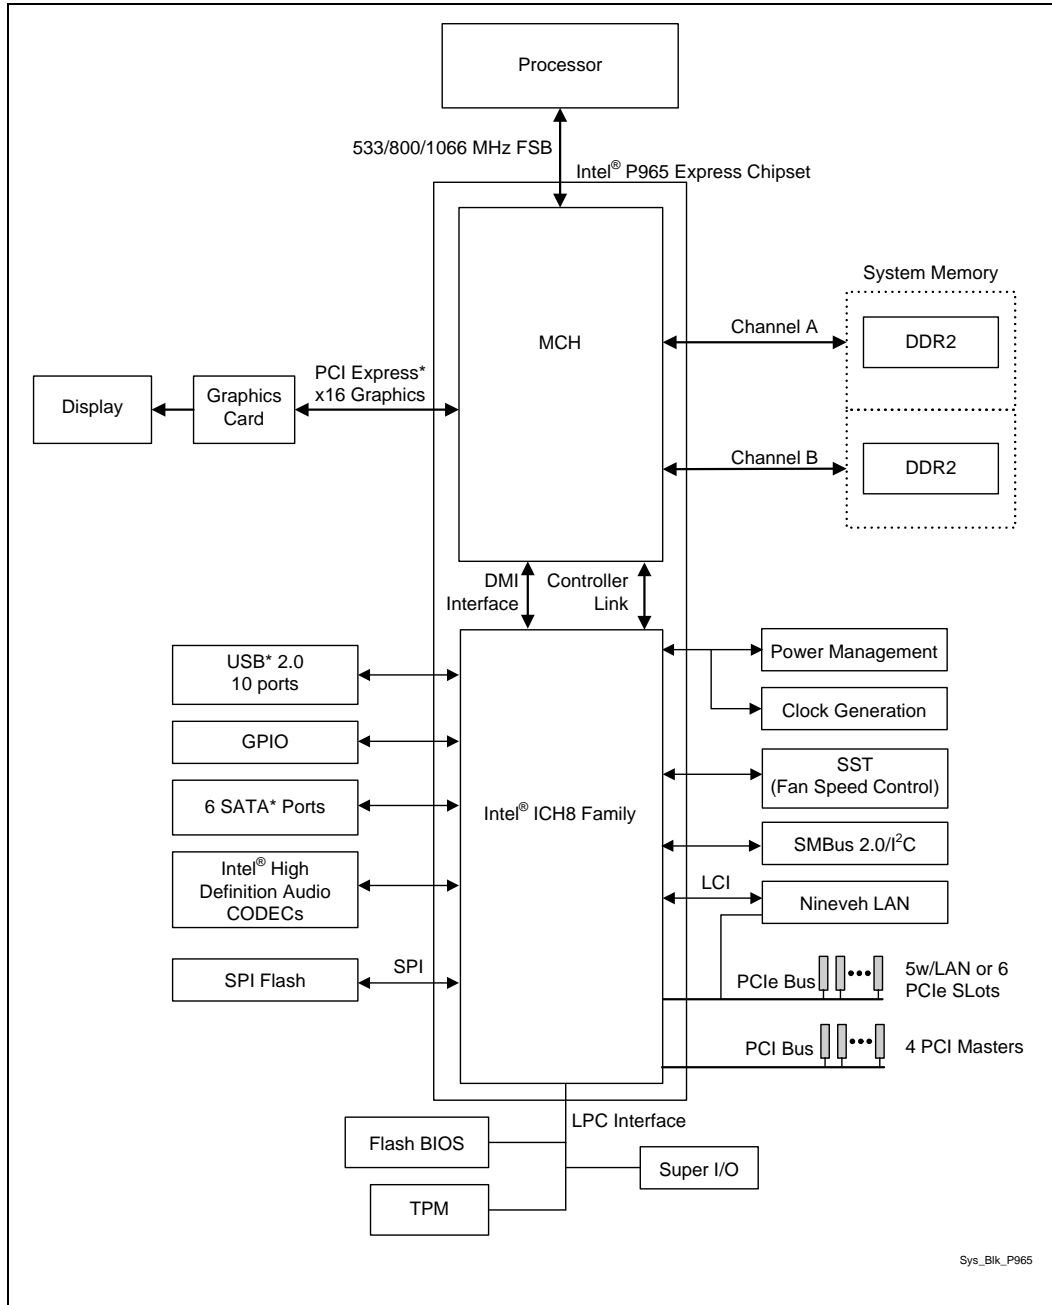 Processor
533/800/1066 MHz FSB
Intel® P965 Express Chipset
System Memory
MCH
Channel A
DDR2
PCI Express*
x16 Graphics
Display
Graphics
Card
Channel B
DDR2
DMI
Interface
Controller
Link
USB* 2.0
10 ports
Power Management
Clock Generation
GPIO
SST
(Fan Speed Control)
6 SATA* Ports
Intel® ICH8 Family
SMBus 2.0/I²C
Intel® High
Definition Audio
CODECs
LCI
Nineveh LAN
SPI Flash
SPI
PCIe Bus
5w/LAN or 6
PCIe SLots
PCI Bus
4 PCI Masters
LPC Interface
Flash BIOS
Super I/O
TPM
Sys_Blk_P965